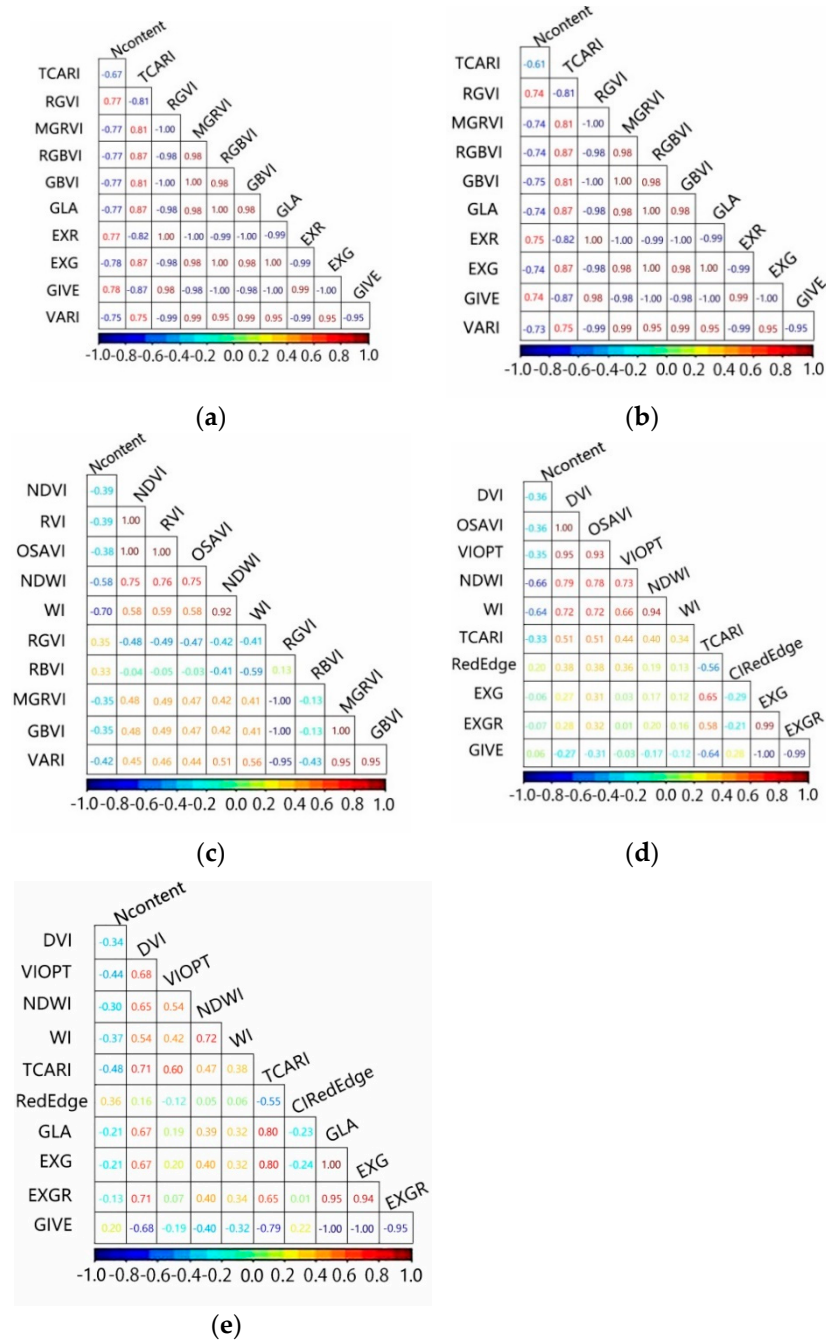 Ncontent
TCARI -0.67 TCARI
RGVI 0.77 -0.81 RGVI
MGRVI -0.77 0.81 -1.00 MGRVI
RGBVI -0.77 0.87 -0.98 0.98 RGBVI
GBVI -0.77 0.81 -1.00 1.00 0.98 GBVI
GLA -0.77 0.87 -0.98 0.98 1.00 0.98 GLA
EXR 0.77 -0.82 1.00 -1.00 -0.99 -1.00 -0.99 EXR
EXG -0.78 0.87 -0.98 0.98 1.00 0.98 1.00 -0.99 EXG
GIVE 0.78 -0.87 0.98 -0.98 -1.00 -0.98 -1.00 0.99 -1.00 GIVE
VARI -0.75 0.75 -0.99 0.99 0.95 0.99 0.95 -0.99 0.95 -0.95
-1.0 -0.8 -0.6 -0.4 -0.2 0.0 0.2 0.4 0.6 0.8 1.0
(a)
Ncontent
TCARI -0.61 TCARI
RGVI 0.74 -0.81 RGVI
MGRVI -0.74 0.81 -1.00 MGRVI
RGBVI -0.74 0.87 -0.98 0.98 RGBVI
GBVI -0.75 0.81 -1.00 1.00 0.98 GBVI
GLA -0.74 0.87 -0.98 0.98 1.00 0.98 GLA
EXR 0.75 -0.82 1.00 -1.00 -0.99 -1.00 -0.99 EXR
EXG -0.74 0.87 -0.98 0.98 1.00 0.98 1.00 -0.99 EXG
GIVE 0.74 -0.87 0.98 -0.98 -1.00 -0.98 -1.00 0.99 -1.00 GIVE
VARI -0.73 0.75 -0.99 0.99 0.95 0.99 0.95 -0.99 0.95 -0.95
-1.0 -0.8 -0.6 -0.4 -0.2 0.0 0.2 0.4 0.6 0.8 1.0
(b)
Ncontent
NDVI -0.39 NDVI
RVI -0.39 1.00 RVI
OSAVI -0.38 1.00 1.00 OSAVI
NDWI -0.58 0.75 0.76 0.75 NDWI
WI -0.70 0.58 0.59 0.58 0.92 WI
RGVI 0.35 -0.48 -0.49 -0.47 -0.42 -0.41 RGVI
RBVI 0.33 -0.04 -0.05 -0.03 -0.41 -0.59 0.13 RBVI
MGRVI -0.35 0.48 0.49 0.47 0.42 0.41 -1.00 -0.13 MGRVI
GBVI -0.35 0.48 0.49 0.47 0.42 0.41 -1.00 -0.13 1.00 GBVI
VARI -0.42 0.45 0.46 0.44 0.51 0.56 -0.95 -0.43 0.95 0.95
-1.0 -0.8 -0.6 -0.4 -0.2 0.0 0.2 0.4 0.6 0.8 1.0
(c)
Ncontent
DVI -0.36 DVI
OSAVI -0.36 1.00 OSAVI
VIOPT -0.35 0.95 0.93 VIOPT
NDWI -0.66 0.79 0.78 0.73 NDWI
WI -0.64 0.72 0.72 0.66 0.94 WI
TCARI -0.33 0.51 0.51 0.44 0.40 0.34 TCARI
RedEdge 0.20 0.38 0.38 0.36 0.19 0.13 -0.56 CIRedEdge
EXG -0.06 0.27 0.31 0.03 0.17 0.12 0.65 -0.29 EXG
EXGR -0.07 0.28 0.32 0.01 0.20 0.16 0.58 -0.21 0.99 EXGR
GIVE 0.06 -0.27 -0.31 -0.03 -0.17 -0.12 -0.64 0.28 -1.00 -0.99
-1.0 -0.8 -0.6 -0.4 -0.2 0.0 0.2 0.4 0.6 0.8 1.0
(d)
Ncontent
DVI -0.34 DVI
VIOPT -0.44 0.68 VIOPT
NDWI -0.30 0.65 0.54 NDWI
WI -0.37 0.54 0.42 0.72 WI
TCARI -0.48 0.71 0.60 0.47 0.38 TCARI
RedEdge 0.36 0.16 -0.12 0.05 0.06 -0.55 CIRedEdge
GLA -0.21 0.67 0.19 0.39 0.32 0.80 -0.23 GLA
EXG -0.21 0.67 0.20 0.40 0.32 0.80 -0.24 1.00 EXG
EXGR -0.13 0.71 0.07 0.40 0.34 0.65 0.01 0.95 0.94 EXGR
GIVE 0.20 -0.68 -0.19 -0.40 -0.32 -0.79 0.22 -1.00 -1.00 -0.95
-1.0 -0.8 -0.6 -0.4 -0.2 0.0 0.2 0.4 0.6 0.8 1.0
(e)